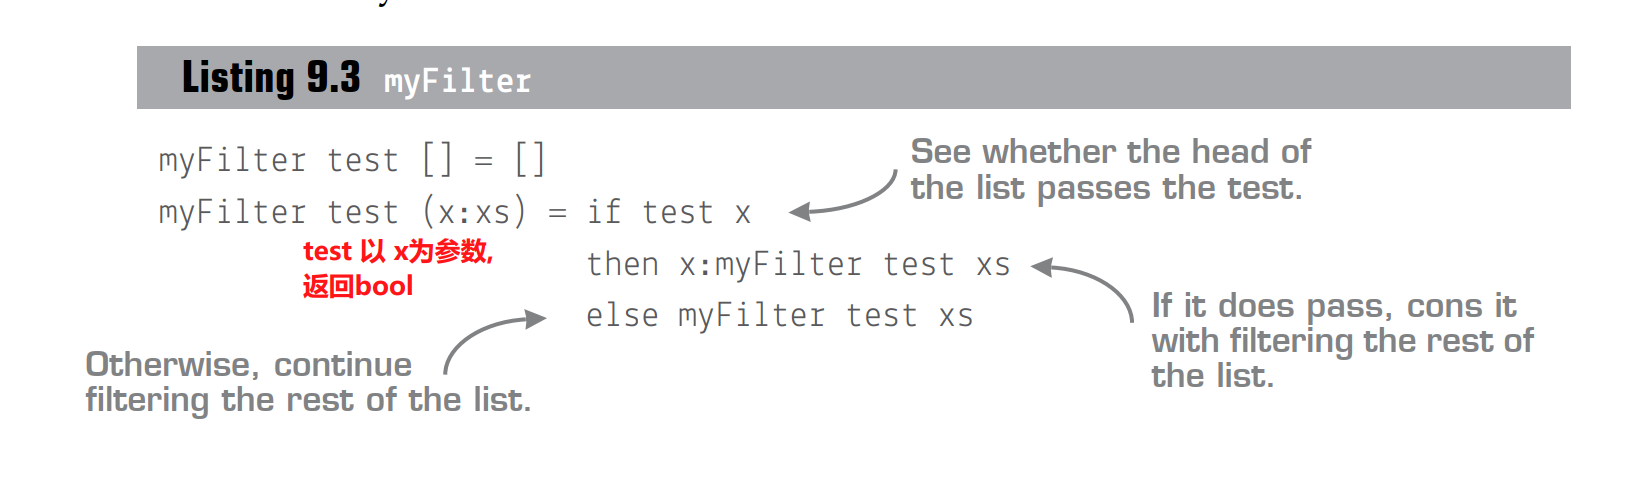 Listing 9.3 myFilter
myFilter test [] = []
See whether the head of
the list passes the test.
myFilter test (x:xs) = if test x
test 以 x为参数,
返回bool
then x:myFilter test xs
If it does pass, cons it
with filtering the rest of
the list.
else myFilter test xs
Otherwise, continue
filtering the rest of the list.